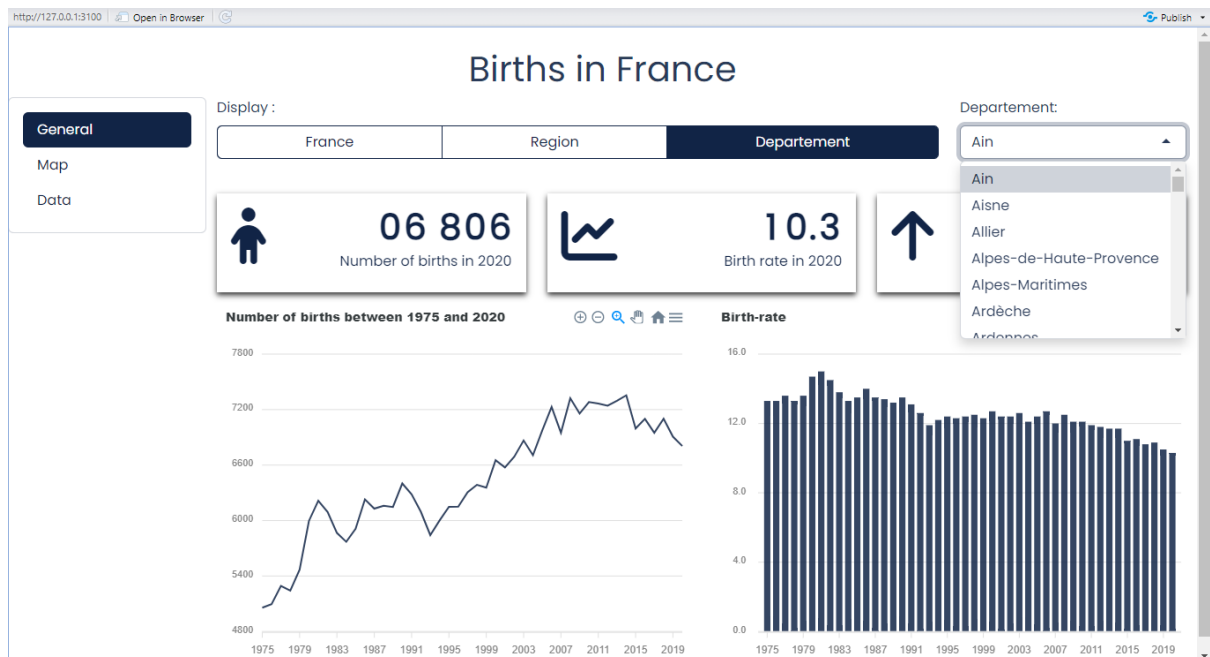 http://127.0.0.1:3100 Open in Browser Publish
Births in France
General
Map
Data
Display :
France Region Departement
Departement:
Ain
Ain
Aisne
Allier
Alpes-de-Haute-Provence
Alpes-Maritimes
Ardèche
Ardennes
06 806
Number of births in 2020
10.3
Birth rate in 2020
Number of births between 1975 and 2020
7800
7200
6600
6000
5400
4800
1975 1979 1983 1987 1991 1995 1999 2003 2007 2011 2015 2019
Birth-rate
16.0
12.0
8.0
4.0
0.0
1975 1979 1983 1987 1991 1995 1999 2003 2007 2011 2015 2019